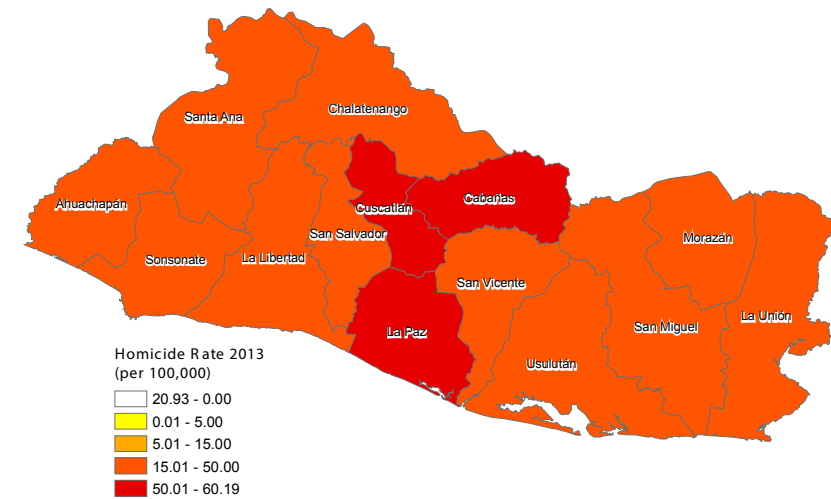 Chalatenango
Santa Ana
Cabañas
Ahuachapán
Cuscatlán
San Salvador
Morazán
Sonsonate
La Libertad
San Vicente
La Unión
San Miguel
La Paz
Usulután
Homicide Rate 2013
(per 100,000)
20.93 - 0.00
0.01 - 5.00
5.01 - 15.00
15.01 - 50.00
50.01 - 60.19